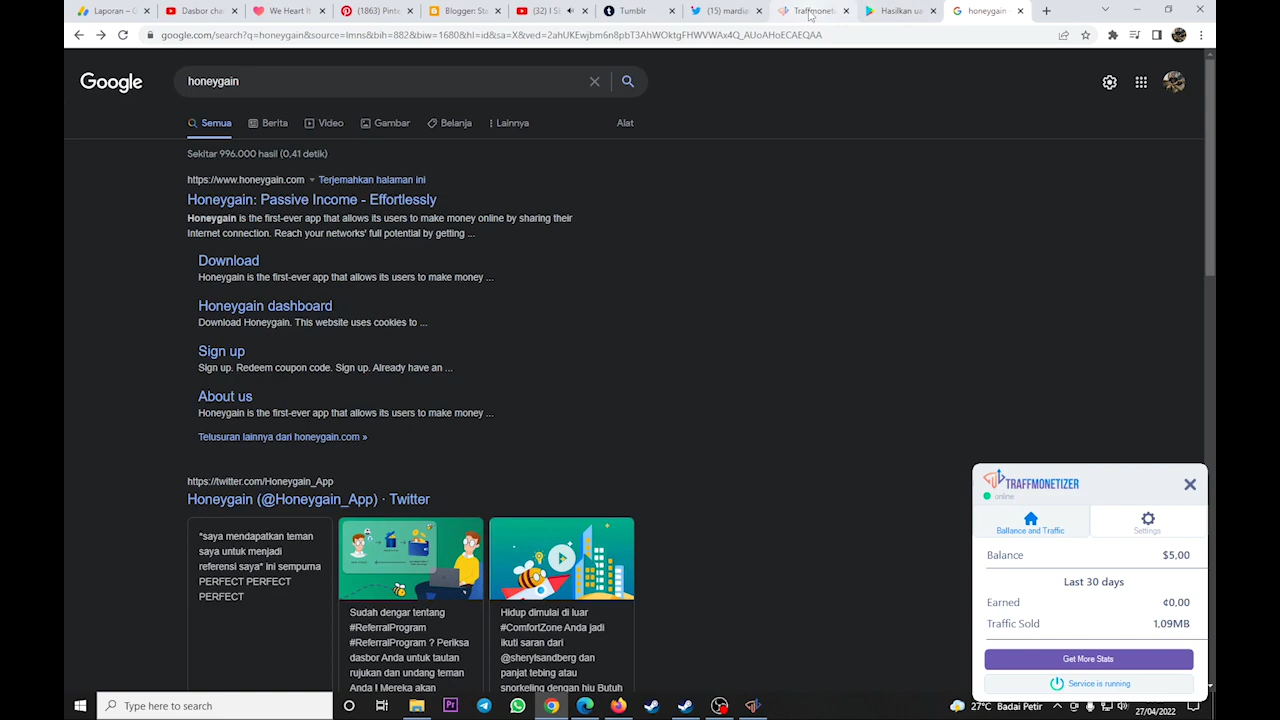 Laporan –
Dasbor chan
We Heart It
(1863) Pinte
Blogger: Sta
(32) I S
Tumblr
(15) mardia
Traffmoneti
Hasilkan ua
honeygain
google.com/search?q=honeygain&source=lmns&bih=882&biw=1680&hl=id&sa=X&ved=2ahUKEwjbm6n8pbT3AhWOktgFHWVWAx4Q_AUoAHoECAEQAA
Google
honeygain
Semua
Berita
Video
Gambar
Belanja
Lainnya
Alat
Sekitar 996.000 hasil (0,41 detik)
https://www.honeygain.com
Terjemahkan halaman ini
Honeygain: Passive Income - Effortlessly
Honeygain is the first-ever app that allows its users to make money online by sharing their
Internet connection. Reach your networks' full potential by getting ...
Download
Honeygain is the first-ever app that allows its users to make money ...
Honeygain dashboard
Download Honeygain. This website uses cookies to ...
Sign up
Sign up. Redeem coupon code. Sign up. Already have an ...
About us
Honeygain is the first-ever app that allows its users to make money ...
Telusuran lainnya dari honeygain.com »
https://twitter.com/Honeygain_App
Honeygain (@Honeygain_App) · Twitter
*saya mendapatkan teman
saya untuk menjadi
referensi saya* ini sempurna
PERFECT PERFECT
PERFECT
Sudah dengar tentang
#ReferralProgram
#ReferralProgram ? Periksa
dasbor Anda untuk tautan
rujukan dan undang teman
Anda ! Mereka akan
Hidup dimulai di luar
#ComfortZone Anda jadi
ikuti saran dari
@sherylsandberg dan
panjat tebing atau
snorkeling dengan hiu Butuh
TRAFFMONETIZER
online
Ballance and Traffic
Settings
Balance
$5,00
Last 30 days
Earned
¢0,00
Traffic Sold
1.09MB
Get More Stats
Service is running
Type here to search
Pr
27°C Badai Petir
27/04/2022